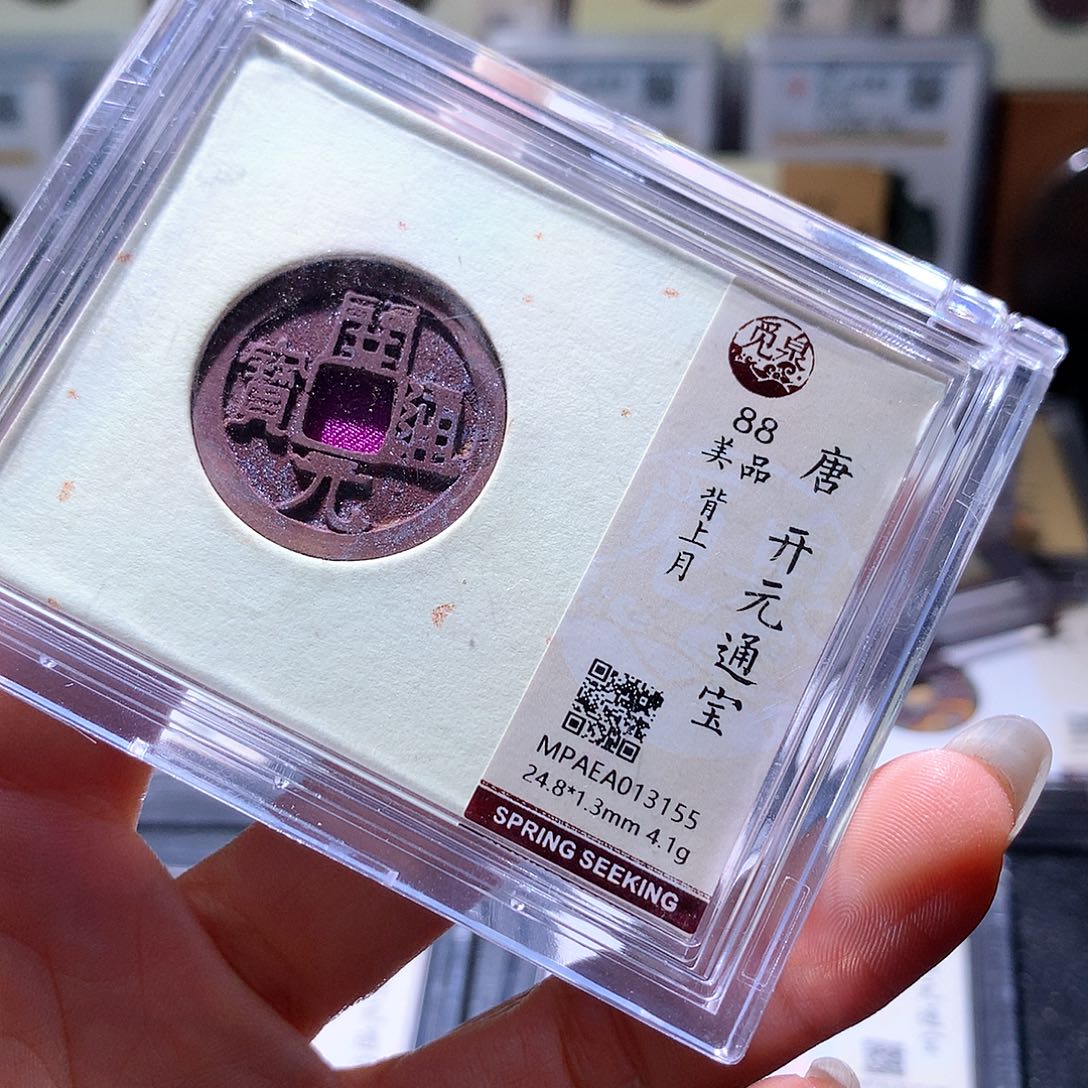 開元通寶
觅泉
88
美品
背上月
唐 开元通宝
MPAEA013155
24.8*1.3mm 4.1g
SPRING SEEKING